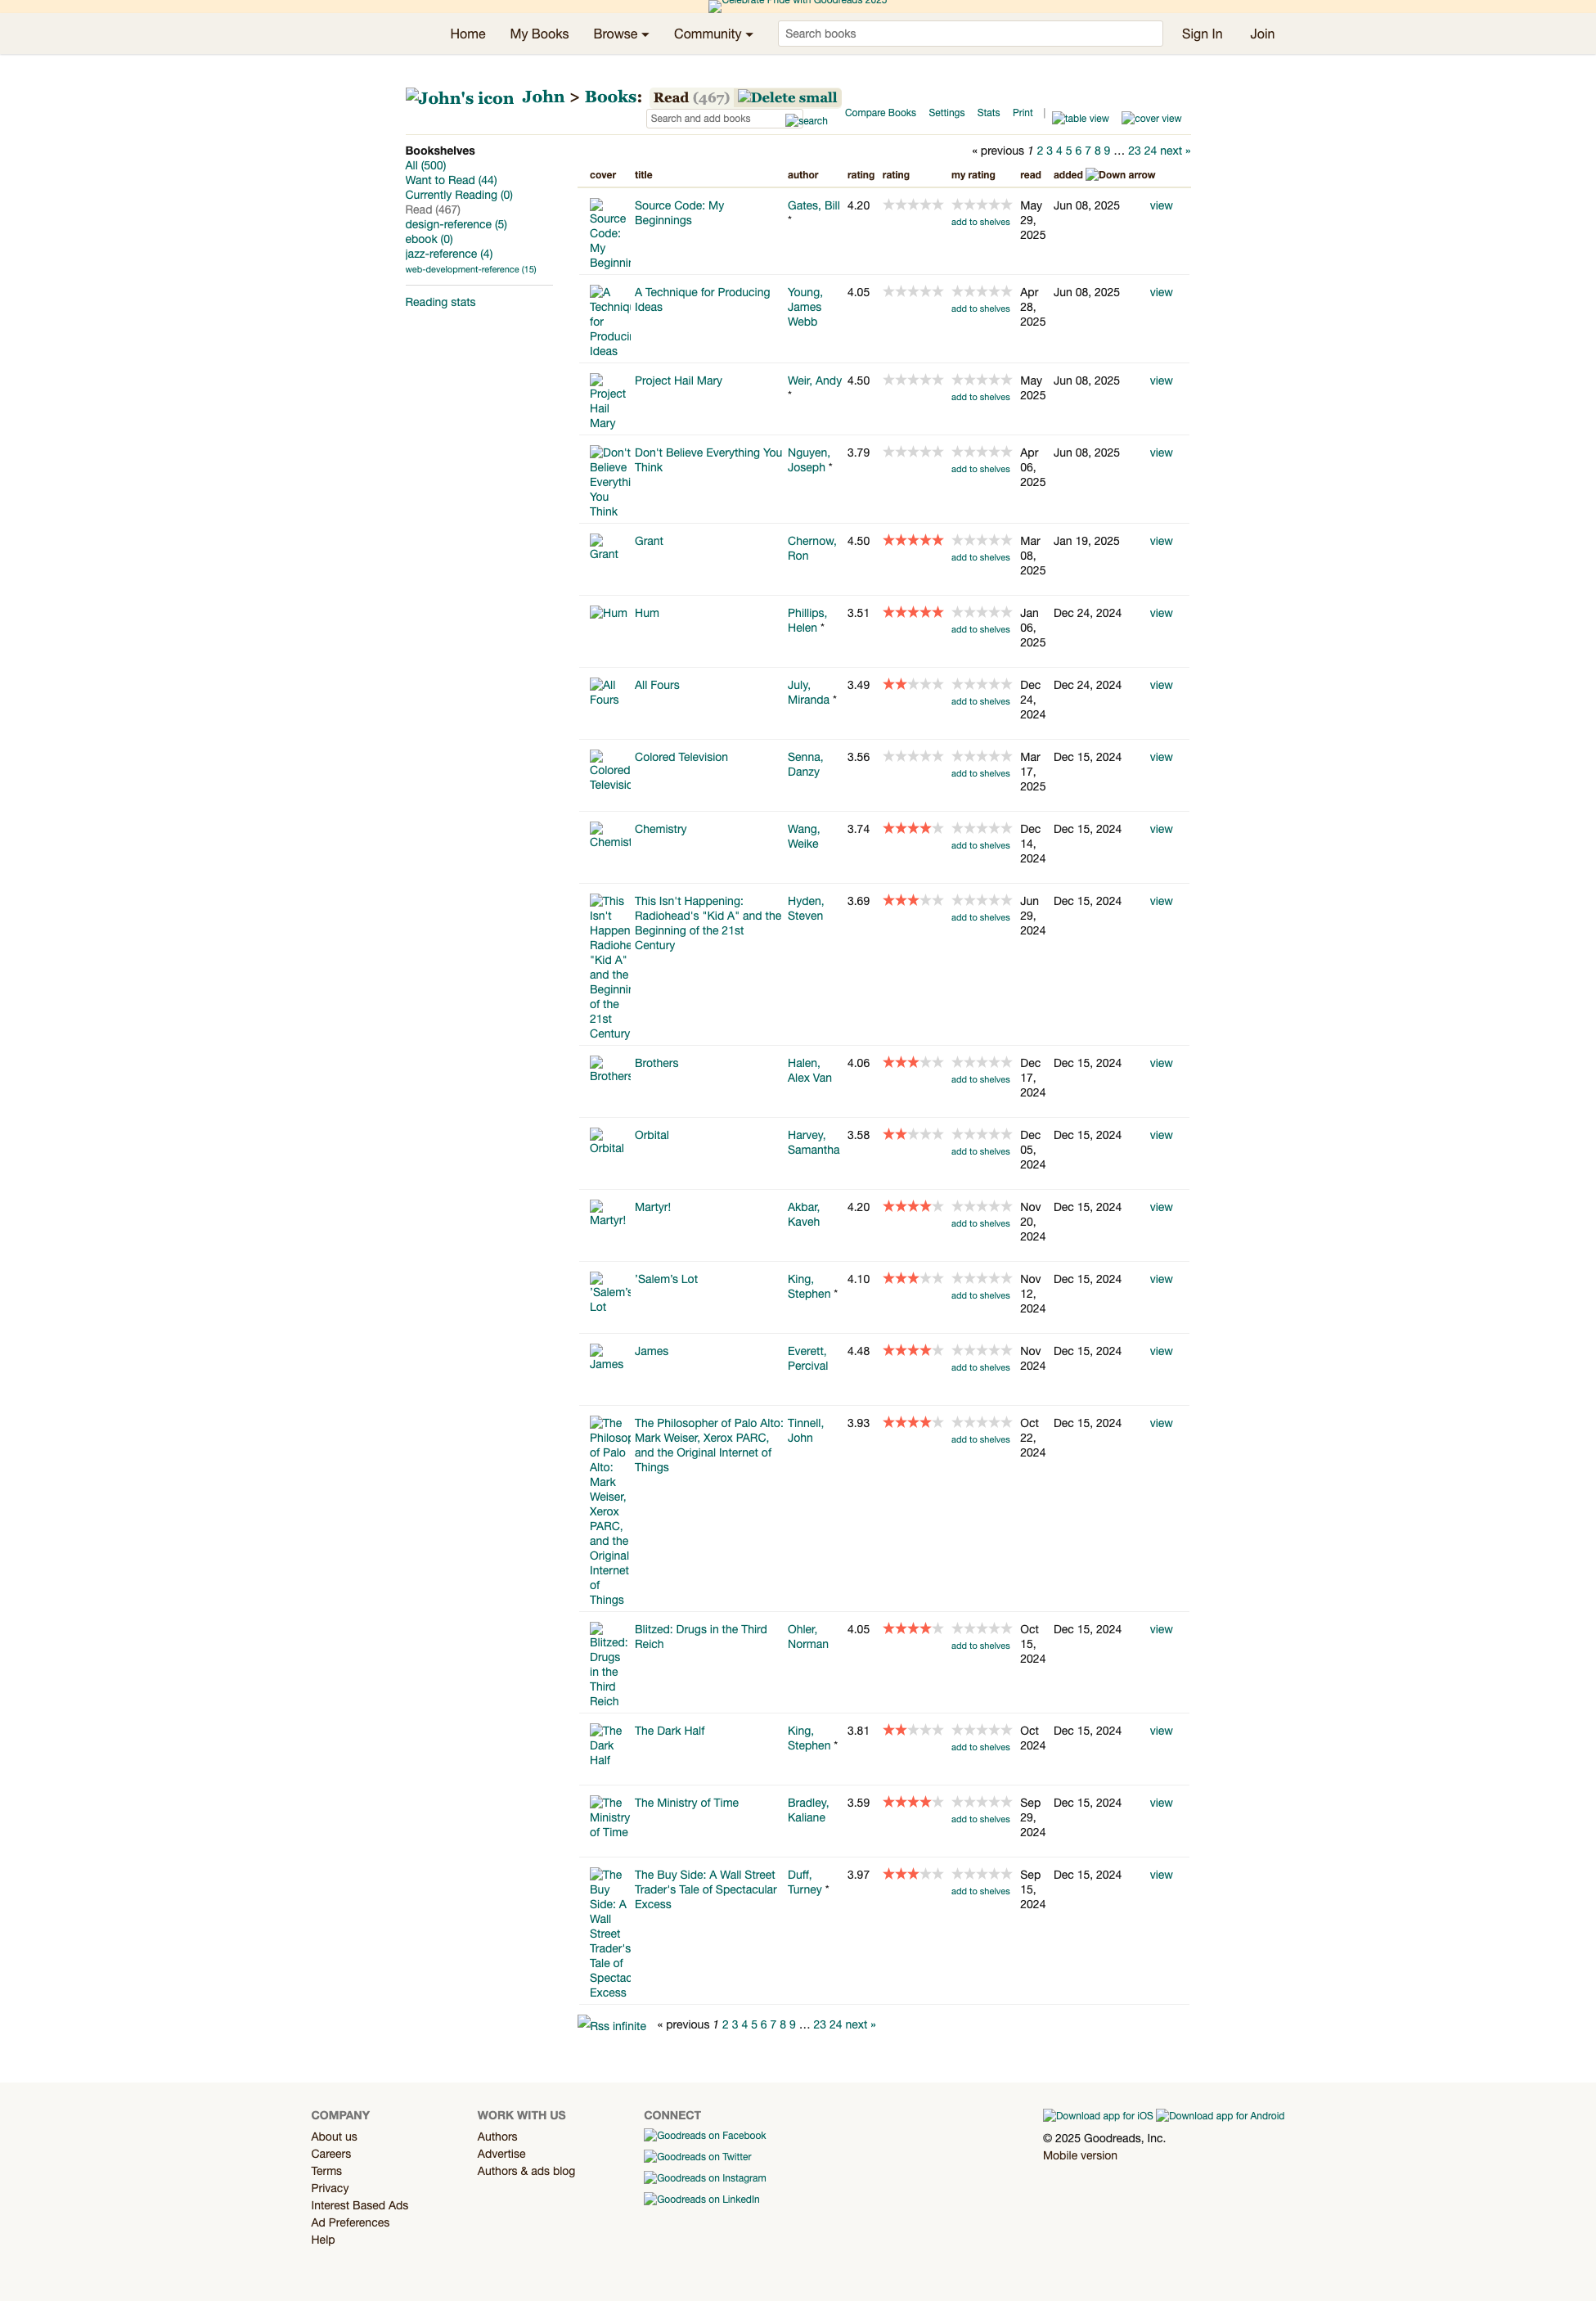 Celebrate Pride with Goodreads 2025
Home My Books Browse Community Search books Sign In Join
John's icon John > Books: Read (467) Delete small
Search and add books search Compare Books Settings Stats Print | table view cover view
Bookshelves
All (500)
Want to Read (44)
Currently Reading (0)
Read (467)
design-reference (5)
ebook (0)
jazz-reference (4)
web-development-reference (15)
Reading stats
« previous 1 2 3 4 5 6 7 8 9 … 23 24 next »
cover title author rating rating my rating read added Down arrow
Source Code: My Beginnings
Source Code: My Beginnings
Gates, Bill *
4.20
add to shelves
May 29, 2025
Jun 08, 2025
view
A Technique for Producing Ideas
A Technique for Producing Ideas
Young, James Webb
4.05
add to shelves
Apr 28, 2025
Jun 08, 2025
view
Project Hail Mary
Project Hail Mary
Weir, Andy *
4.50
add to shelves
May 2025
Jun 08, 2025
view
Don't Believe Everything You Think
Don't Believe Everything You Think
Nguyen, Joseph *
3.79
add to shelves
Apr 06, 2025
Jun 08, 2025
view
Grant
Grant
Chernow, Ron
4.50
add to shelves
Mar 08, 2025
Jan 19, 2025
view
Hum
Hum
Phillips, Helen *
3.51
add to shelves
Jan 06, 2025
Dec 24, 2024
view
All Fours
All Fours
July, Miranda *
3.49
add to shelves
Dec 24, 2024
Dec 24, 2024
view
Colored Television
Colored Television
Senna, Danzy
3.56
add to shelves
Mar 17, 2025
Dec 15, 2024
view
Chemistry
Chemistry
Wang, Weike
3.74
add to shelves
Dec 14, 2024
Dec 15, 2024
view
This Isn't Happening: Radiohead's "Kid A" and the Beginning of the 21st Century
This Isn't Happening: Radiohead's "Kid A" and the Beginning of the 21st Century
Hyden, Steven
3.69
add to shelves
Jun 29, 2024
Dec 15, 2024
view
Brothers
Brothers
Halen, Alex Van
4.06
add to shelves
Dec 17, 2024
Dec 15, 2024
view
Orbital
Orbital
Harvey, Samantha
3.58
add to shelves
Dec 05, 2024
Dec 15, 2024
view
Martyr!
Martyr!
Akbar, Kaveh
4.20
add to shelves
Nov 20, 2024
Dec 15, 2024
view
’Salem’s Lot
’Salem’s Lot
King, Stephen *
4.10
add to shelves
Nov 12, 2024
Dec 15, 2024
view
James
James
Everett, Percival
4.48
add to shelves
Nov 2024
Dec 15, 2024
view
The Philosopher of Palo Alto: Mark Weiser, Xerox PARC, and the Original Internet of Things
The Philosopher of Palo Alto: Mark Weiser, Xerox PARC, and the Original Internet of Things
Tinnell, John
3.93
add to shelves
Oct 22, 2024
Dec 15, 2024
view
Blitzed: Drugs in the Third Reich
Blitzed: Drugs in the Third Reich
Ohler, Norman
4.05
add to shelves
Oct 15, 2024
Dec 15, 2024
view
The Dark Half
The Dark Half
King, Stephen *
3.81
add to shelves
Oct 2024
Dec 15, 2024
view
The Ministry of Time
The Ministry of Time
Bradley, Kaliane
3.59
add to shelves
Sep 29, 2024
Dec 15, 2024
view
The Buy Side: A Wall Street Trader's Tale of Spectacular Excess
The Buy Side: A Wall Street Trader's Tale of Spectacular Excess
Duff, Turney *
3.97
add to shelves
Sep 15, 2024
Dec 15, 2024
view
Rss infinite « previous 1 2 3 4 5 6 7 8 9 … 23 24 next »
COMPANY
About us
Careers
Terms
Privacy
Interest Based Ads
Ad Preferences
Help
WORK WITH US
Authors
Advertise
Authors & ads blog
CONNECT
Goodreads on Facebook
Goodreads on Twitter
Goodreads on Instagram
Goodreads on LinkedIn
Download app for iOS Download app for Android
© 2025 Goodreads, Inc.
Mobile version